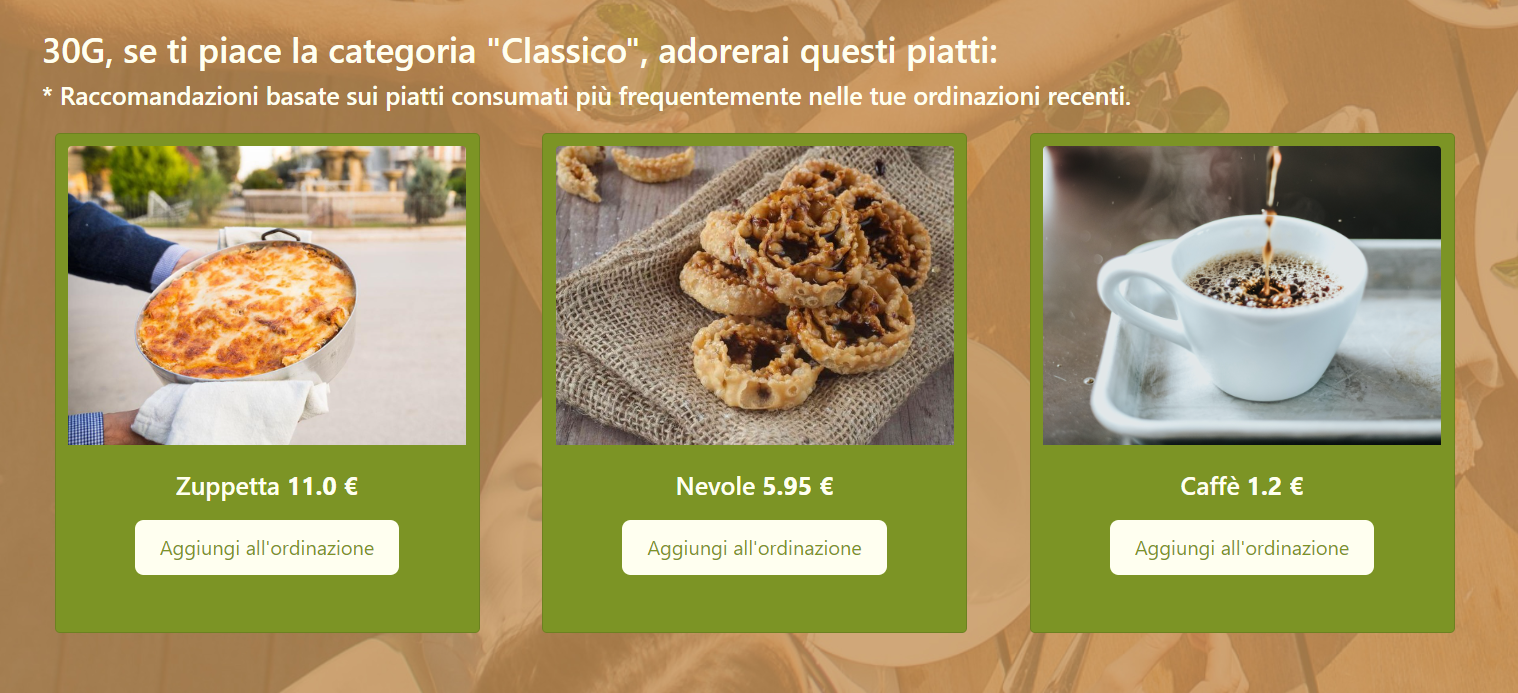 30G, se ti piace la categoria "Classico", adorerai questi piatti:
* Raccomandazioni basate sui piatti consumati più frequentemente nelle tue ordinazioni recenti.
Zuppetta 11.0 €
Aggiungi all'ordinazione
Nevole 5.95 €
Aggiungi all'ordinazione
Caffè 1.2 €
Aggiungi all'ordinazione